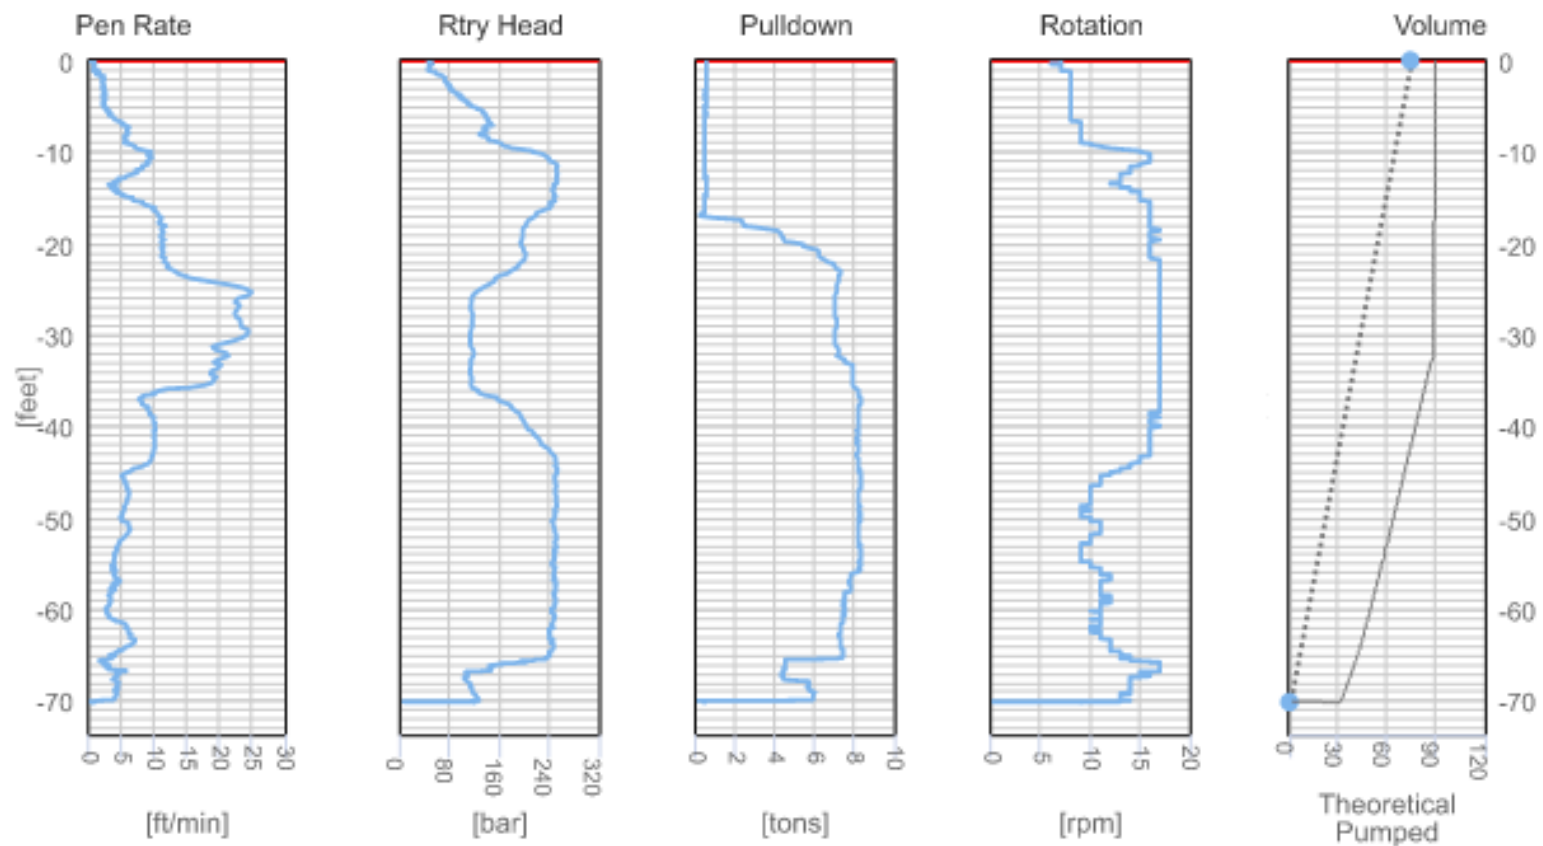 Pen Rate
Rtry Head
Pulldown
Rotation
Volume
0
-10
-20
-30
-40
-50
-60
-70
[feet]
0
-10
-20
-30
-40
-50
-60
-70
0 5 10 15 20 25 30
0 80 160 240 320
0 2 4 6 8 10
0 5 10 15 20
0 30 60 90 120
[ft/min]
[bar]
[tons]
[rpm]
Theoretical
Pumped